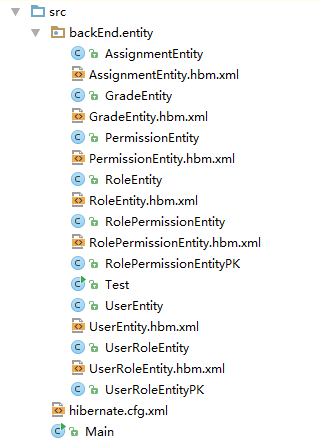 src
backEnd.entity
AssignmentEntity
AssignmentEntity.hbm.xml
GradeEntity
GradeEntity.hbm.xml
PermissionEntity
PermissionEntity.hbm.xml
RoleEntity
RoleEntity.hbm.xml
RolePermissionEntity
RolePermissionEntity.hbm.xml
RolePermissionEntityPK
Test
UserEntity
UserEntity.hbm.xml
UserRoleEntity
UserRoleEntity.hbm.xml
UserRoleEntityPK
hibernate.cfg.xml
Main